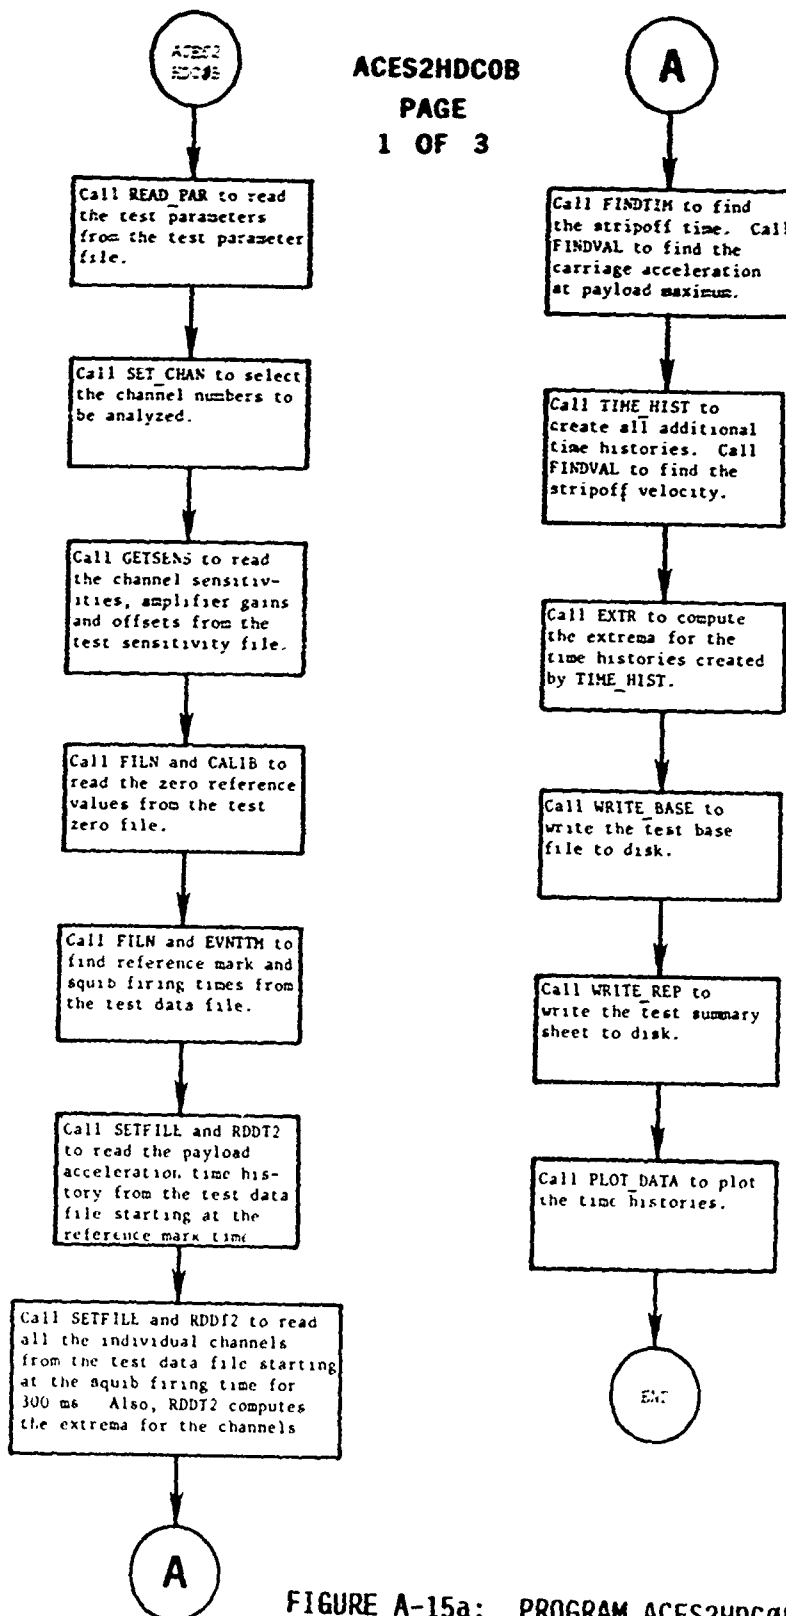 ACES2
HDCØB
ACES2HDC0B
PAGE
1 OF 3
Call READ_PAR to read
the test parameters
from the test parameter
file.
Call SET_CHAN to select
the channel numbers to
be analyzed.
Call GETSENS to read
the channel sensitiv-
ities, amplifier gains
and offsets from the
test sensitivity file.
Call FILN and CALIB to
read the zero reference
values from the test
zero file.
Call FILN and EVNTTM to
find reference mark and
squib firing times from
the test data file.
Call SETFILE and RDDT2
to read the payload
acceleration time his-
tory from the test data
file starting at the
reference mark time
Call SETFILE and RDDT2 to read
all the individual channels
from the test data file starting
at the squib firing time for
300 ms Also, RDDT2 computes
the extrema for the channels
A
A
Call FINDTIM to find
the stripoff time. Call
FINDVAL to find the
carriage acceleration
at payload maximum.
Call TIME_HIST to
create all additional
time histories. Call
FINDVAL to find the
stripoff velocity.
Call EXTR to compute
the extrema for the
time histories created
by TIME_HIST.
Call WRITE_BASE to
write the test base
file to disk.
Call WRITE_REP to
write the test summary
sheet to disk.
Call PLOT_DATA to plot
the time histories.
END
FIGURE A-15a: PROGRAM ACES2HDCØ